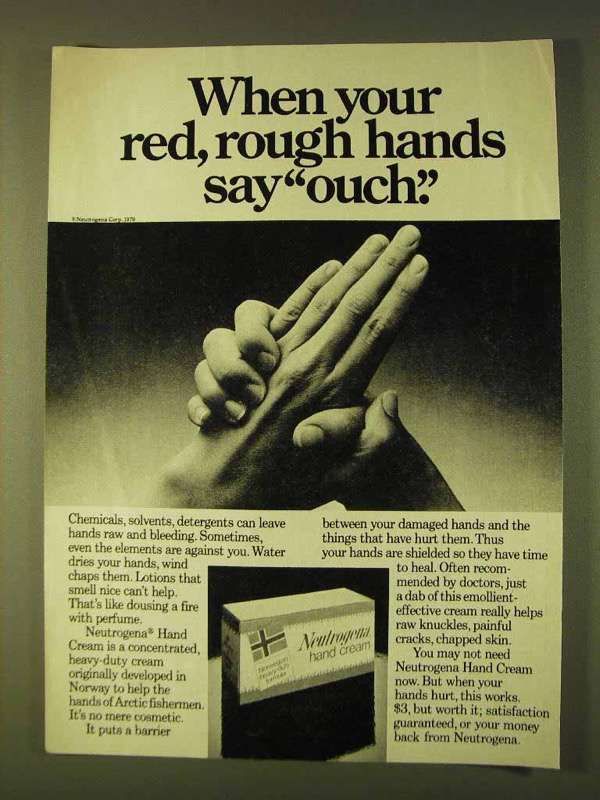 When your
red, rough hands
say“ouch.”
©Neutrogena Corp. 1979
Chemicals, solvents, detergents can leave
hands raw and bleeding. Sometimes,
even the elements are against you. Water
dries your hands, wind
chaps them. Lotions that
smell nice can't help.
That's like dousing a fire
with perfume.
Neutrogena® Hand
Cream is a concentrated,
heavy-duty cream
originally developed in
Norway to help the
hands of Arctic fishermen.
It's no mere cosmetic.
It puts a barrier
between your damaged hands and the
things that have hurt them. Thus
your hands are shielded so they have time
to heal. Often recom-
mended by doctors, just
a dab of this emollient-
effective cream really helps
raw knuckles, painful
cracks, chapped skin.
You may not need
Neutrogena Hand Cream
now. But when your
hands hurt, this works.
$3, but worth it; satisfaction
guaranteed, or your money
back from Neutrogena.
Neutrogena
hand cream
Norwegian
heavy-duty
formula